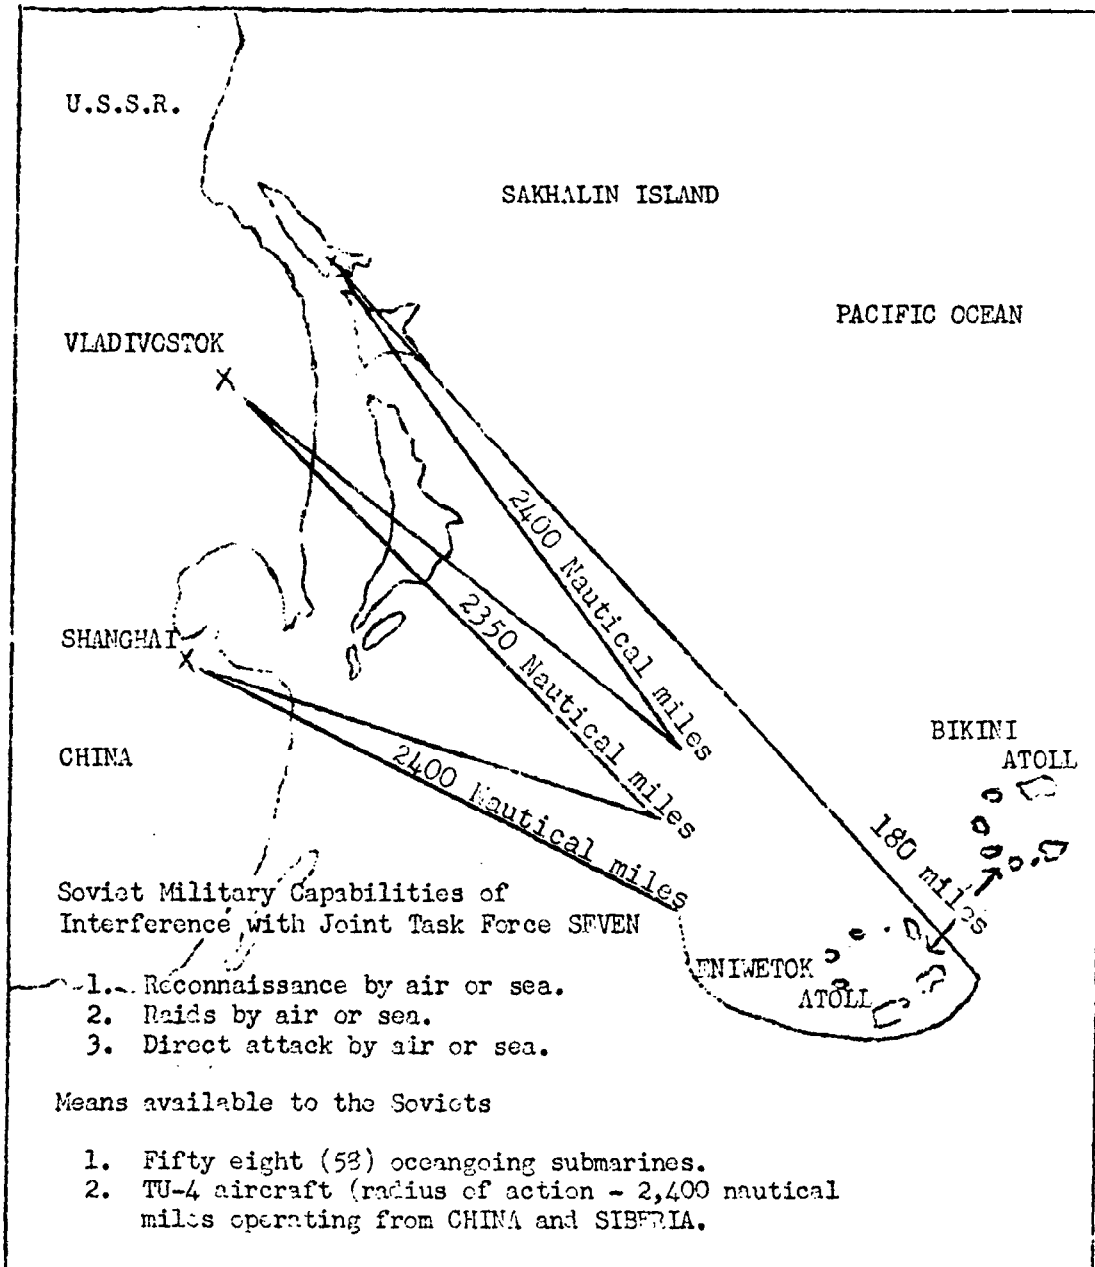 U.S.S.R.
SAKHALIN ISLAND
PACIFIC OCEAN
VLADIVOSTOK
X
2400 Nautical miles
2350 Nautical miles
SHANGHAI
X
2400 Nautical miles
CHINA
BIKINI
ATOLL
180 miles
ENIWETOK
ATOLL
Soviet Military Capabilities of
Interference with Joint Task Force SEVEN
1. Reconnaissance by air or sea.
2. Raids by air or sea.
3. Direct attack by air or sea.
Means available to the Soviets
1. Fifty eight (58) oceangoing submarines.
2. TU-4 aircraft (radius of action - 2,400 nautical
miles operating from CHINA and SIBERIA.